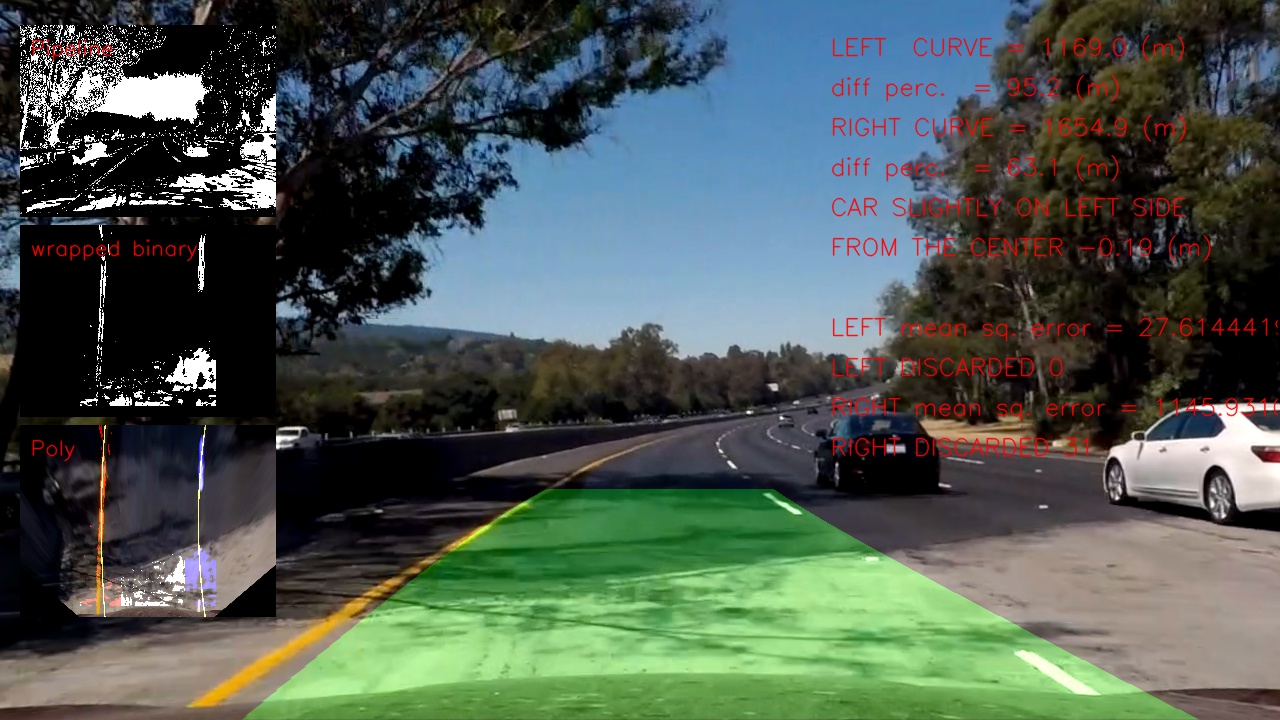 Pipeline
wrapped binary
Poly
LEFT CURVE = 1169.0 (m)
diff perc. = 95.2 (m)
RIGHT CURVE = 1654.9 (m)
diff perc. = 63.1 (m)
CAR SLIGHTLY ON LEFT SIDE
FROM THE CENTER -0.19 (m)
LEFT mean sq. error = 27.6144419
LEFT DISCARDED 0
RIGHT mean sq. error = 1145.9310
RIGHT DISCARDED 31